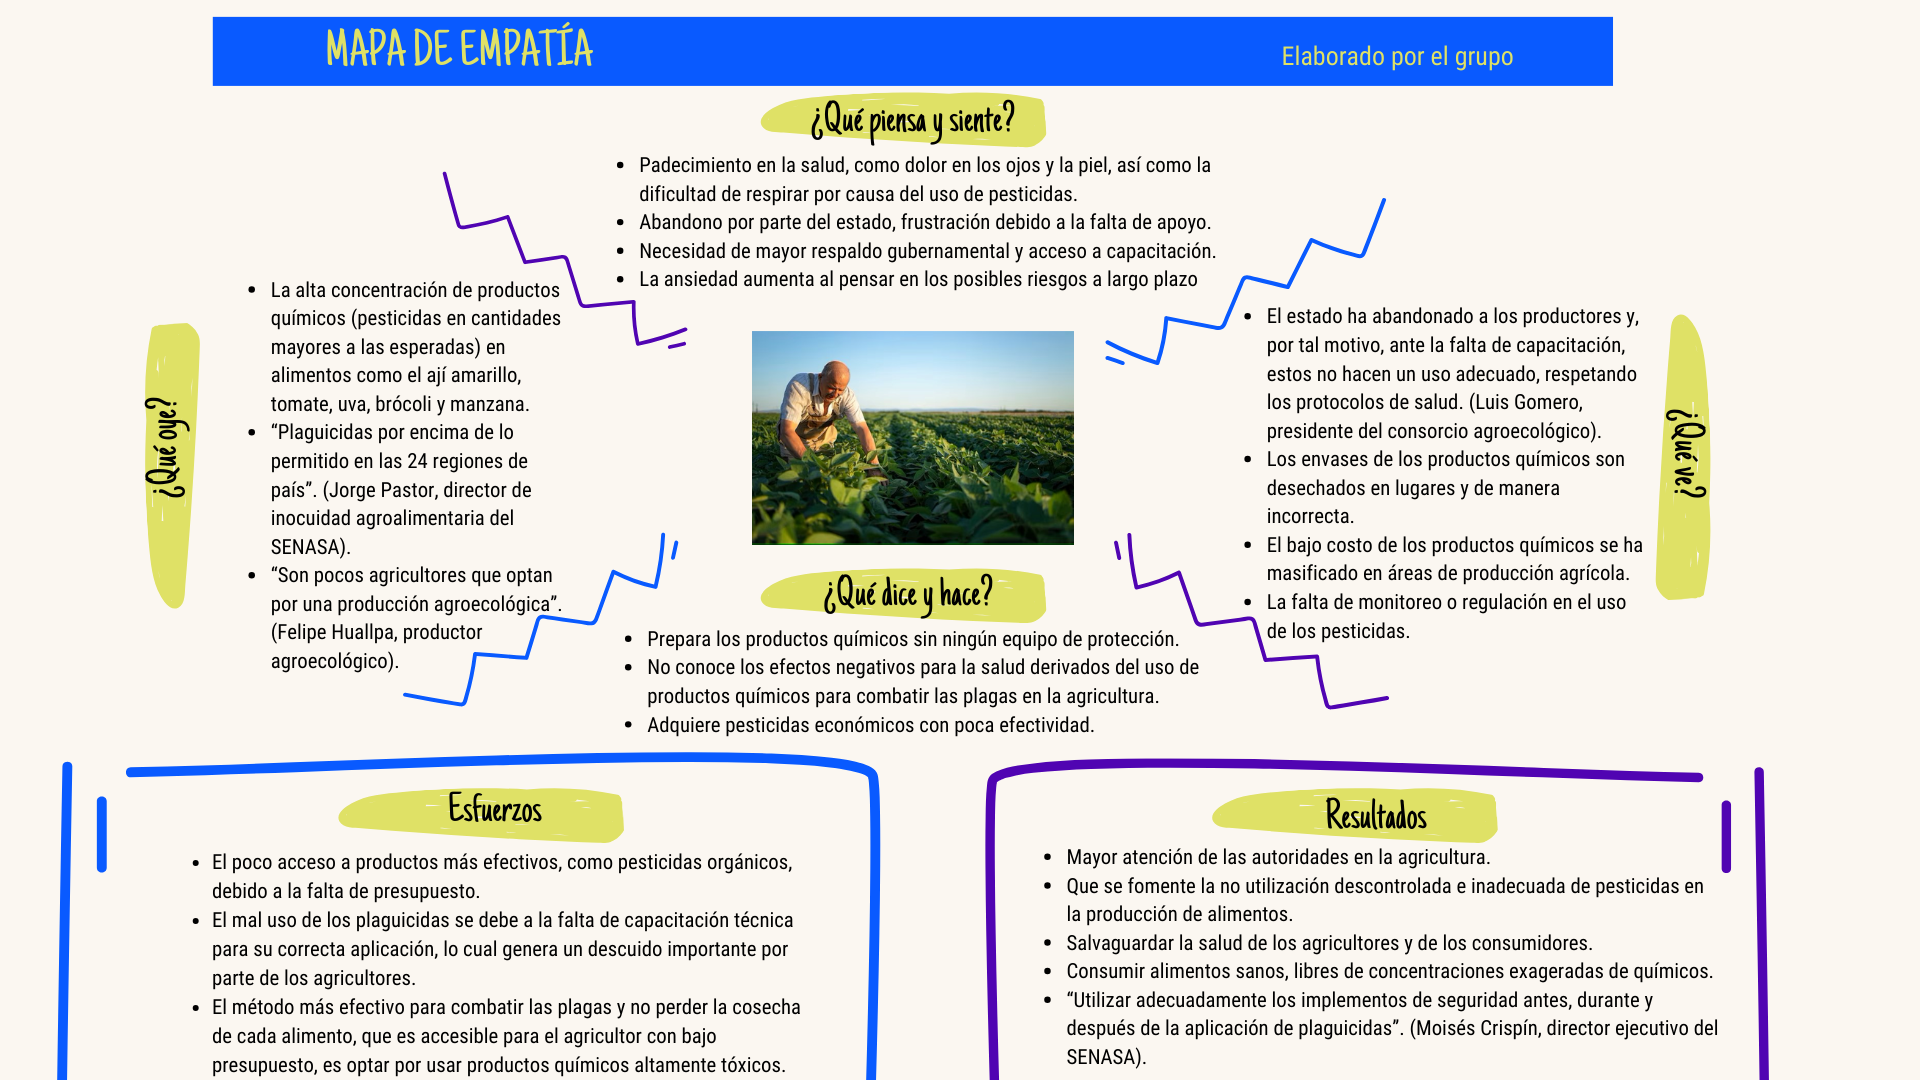 MAPA DE EMPATÍA
Elaborado por el grupo
¿Qué piensa y siente?
• Padecimiento en la salud, como dolor en los ojos y la piel, así como la
dificultad de respirar por causa del uso de pesticidas.
• Abandono por parte del estado, frustración debido a la falta de apoyo.
• Necesidad de mayor respaldo gubernamental y acceso a capacitación.
• La ansiedad aumenta al pensar en los posibles riesgos a largo plazo
¿Qué oye?
• La alta concentración de productos
químicos (pesticidas en cantidades
mayores a las esperadas) en
alimentos como el ají amarillo,
tomate, uva, brócoli y manzana.
• “Plaguicidas por encima de lo
permitido en las 24 regiones de
país”. (Jorge Pastor, director de
inocuidad agroalimentaria del
SENASA).
• “Son pocos agricultores que optan
por una producción agroecológica”.
(Felipe Huallpa, productor
agroecológico).
• El estado ha abandonado a los productores y,
por tal motivo, ante la falta de capacitación,
estos no hacen un uso adecuado, respetando
los protocolos de salud. (Luis Gomero,
presidente del consorcio agroecológico).
• Los envases de los productos químicos son
desechados en lugares y de manera
incorrecta.
• El bajo costo de los productos químicos se ha
masificado en áreas de producción agrícola.
• La falta de monitoreo o regulación en el uso
de los pesticidas.
¿Qué ve?
¿Qué dice y hace?
• Prepara los productos químicos sin ningún equipo de protección.
• No conoce los efectos negativos para la salud derivados del uso de
productos químicos para combatir las plagas en la agricultura.
• Adquiere pesticidas económicos con poca efectividad.
Esfuerzos
• El poco acceso a productos más efectivos, como pesticidas orgánicos,
debido a la falta de presupuesto.
• El mal uso de los plaguicidas se debe a la falta de capacitación técnica
para su correcta aplicación, lo cual genera un descuido importante por
parte de los agricultores.
• El método más efectivo para combatir las plagas y no perder la cosecha
de cada alimento, que es accesible para el agricultor con bajo
presupuesto, es optar por usar productos químicos altamente tóxicos.
Resultados
• Mayor atención de las autoridades en la agricultura.
• Que se fomente la no utilización descontrolada e inadecuada de pesticidas en
la producción de alimentos.
• Salvaguardar la salud de los agricultores y de los consumidores.
• Consumir alimentos sanos, libres de concentraciones exageradas de químicos.
• “Utilizar adecuadamente los implementos de seguridad antes, durante y
después de la aplicación de plaguicidas”. (Moisés Crispín, director ejecutivo del
SENASA).